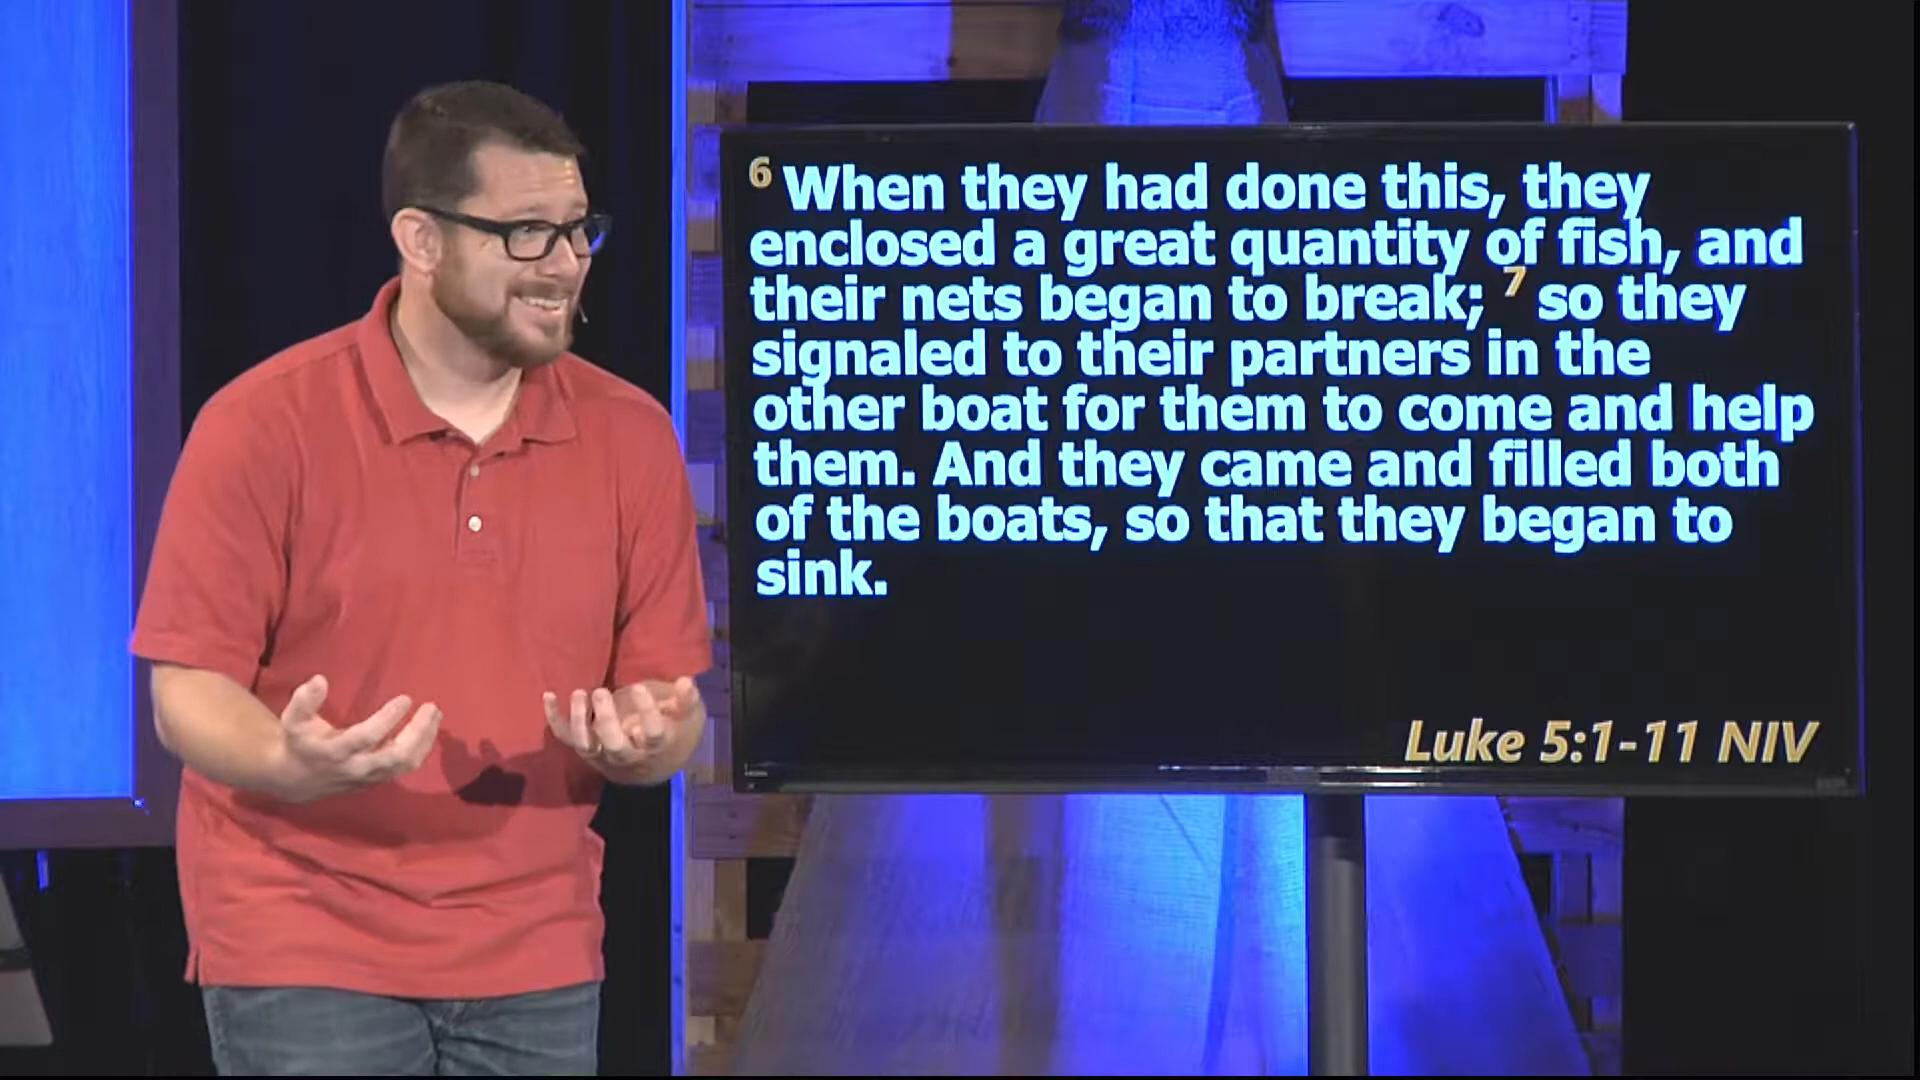 6 When they had done this, they
enclosed a great quantity of fish, and
their nets began to break; 7 so they
signaled to their partners in the
other boat for them to come and help
them. And they came and filled both
of the boats, so that they began to
sink.
Luke 5:1-11 NIV